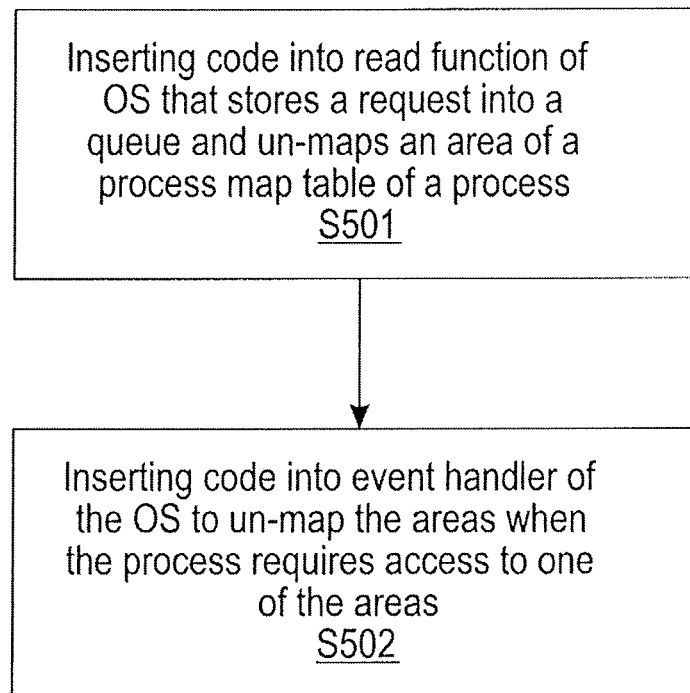 Inserting code into read function of
OS that stores a request into a
queue and un-maps an area of a
process map table of a process
S501
Inserting code into event handler of
the OS to un-map the areas when
the process requires access to one
of the areas
S502